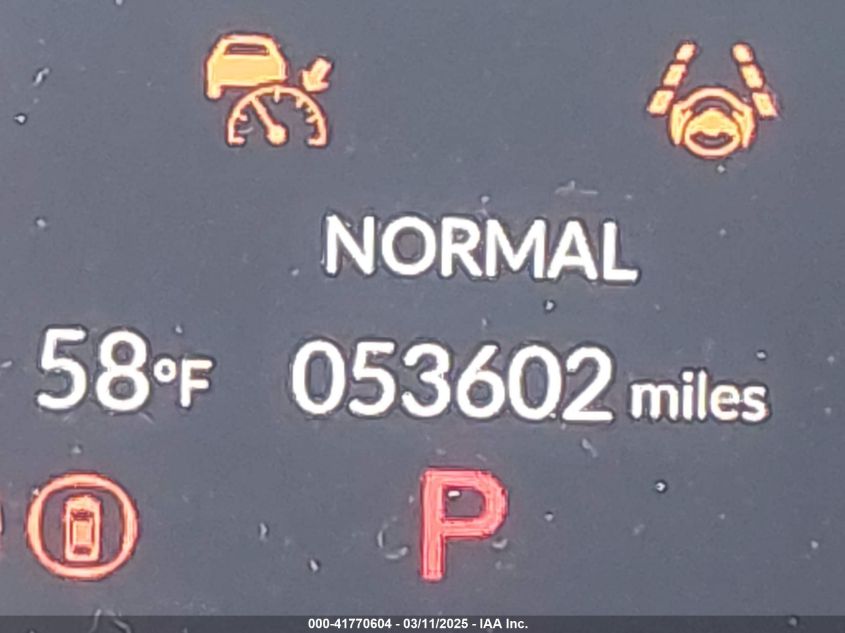 NORMAL
58°F 053602 miles
P
000-41770604 - 03/11/2025 - IAA Inc.